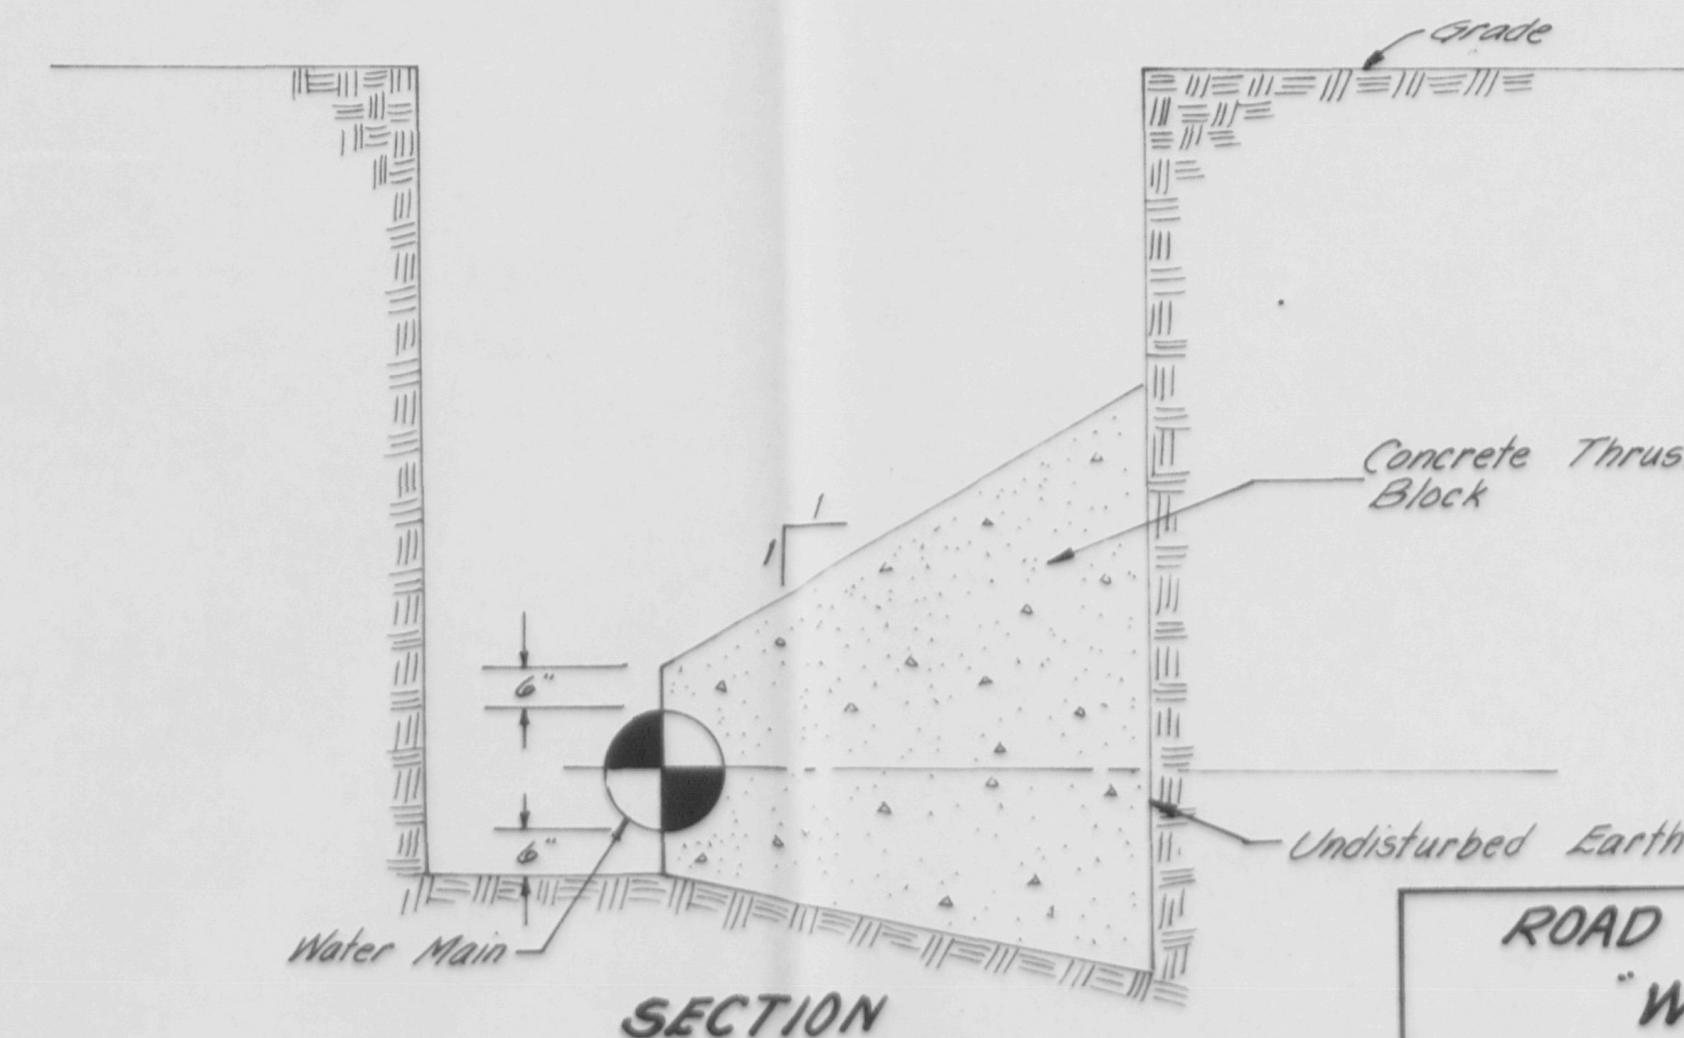 Grade
Concrete Thrus
Block
1
1
6"
6"
Undisturbed Earth
Water Main
SECTION
ROAD
"W